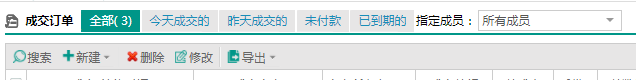 成交订单 全部( 3) 今天成交的 昨天成交的 未付款 已到期的 指定成员： 所有成员
搜索 新建 删除 修改 导出